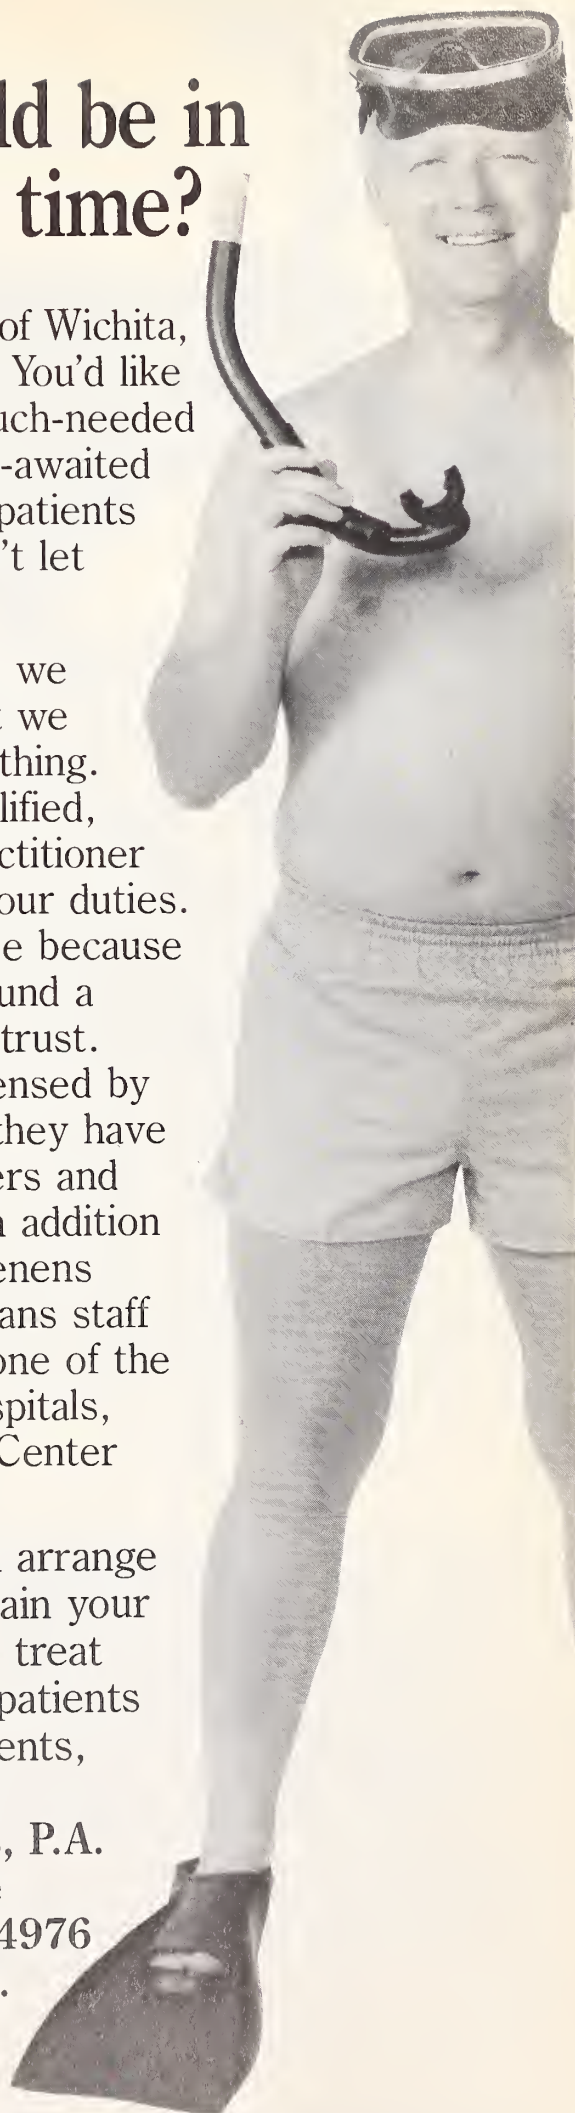 ld be in
time?
of Wichita,
You'd like
uch-needed
-awaited
patients
't let
we
t we
thing.
lified,
ctitioner
our duties.
e because
und a
trust.
ensed by
they have
ers and
n addition
enens
ans staff
one of the
spitals,
Center
arrange
ain your
treat
patients
ents,
, P.A.
4976
.